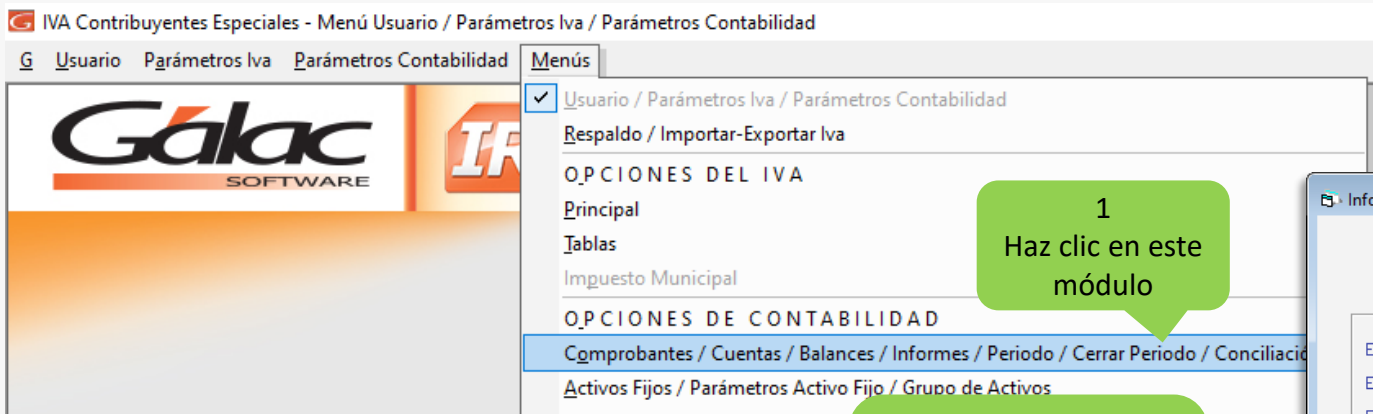 IVA Contribuyentes Especiales - Menú Usuario / Parámetros Iva / Parámetros Contabilidad
G Usuario Parámetros Iva Parámetros Contabilidad Menús
Gálac
SOFTWARE
Usuario / Parámetros Iva / Parámetros Contabilidad
Respaldo / Importar-Exportar Iva
OPCIONES DEL IVA
Principal
Tablas
Impuesto Municipal
1
Haz clic en este
módulo
OPCIONES DE CONTABILIDAD
Comprobantes / Cuentas / Balances / Informes / Periodo / Cerrar Periodo /
Activos Fijos / Parámetros Activo Fijo / Grupo de Activos